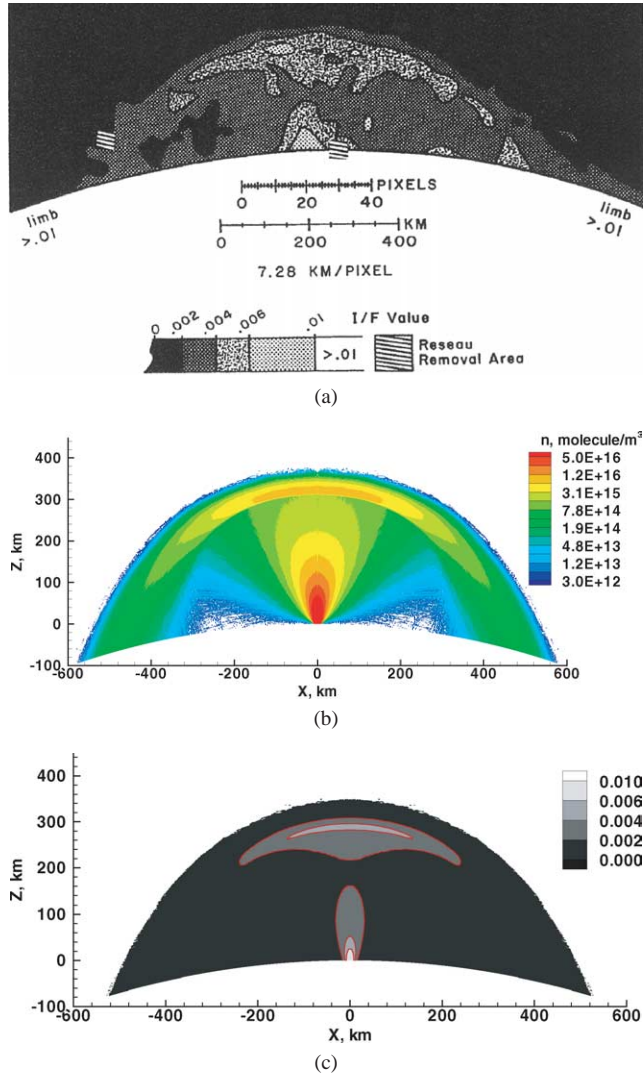 limb
>.01
limb
>.01
PIXELS
0 20 40
KM
0 200 400
7.28 KM/PIXEL
0 .002 .004 .006 .01 I/F Value
>.01
Reseau
Removal Area
(a)
n, molecule/m³
5.0E+16
1.2E+16
3.1E+15
7.8E+14
1.9E+14
4.8E+13
1.2E+13
3.0E+12
Z, km
400
300
200
100
0
-100
-600 -400 -200 0 200 400 600
X, km
(b)
0.010
0.006
0.004
0.002
0.000
Z, km
400
300
200
100
0
-100
-600 -400 -200 0 200 400 600
X, km
(c)